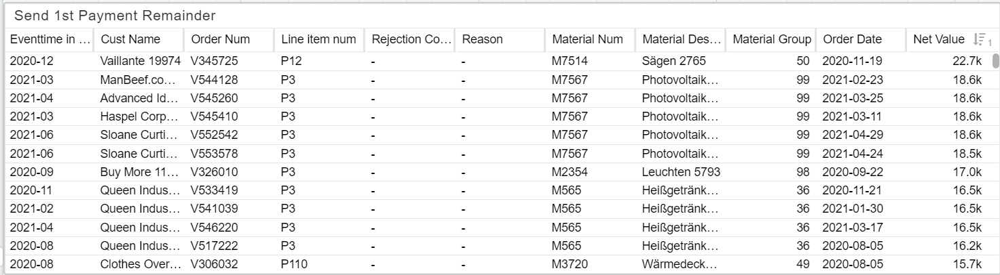 Send 1st Payment Remainder
Eventtime in ... Cust Name Order Num Line item num Rejection Co... Reason Material Num Material Des... Material Group Order Date Net Value 1
2020-12 Vaillante 19974 V345725 P12 - - M7514 Sägen 2765 50 2020-11-19 22.7k
2021-03 ManBeef.co... V544128 P3 - - M7567 Photovoltaik... 99 2021-02-23 18.6k
2021-04 Advanced Id... V545260 P3 - - M7567 Photovoltaik... 99 2021-03-25 18.6k
2021-03 Haspel Corp... V545410 P3 - - M7567 Photovoltaik... 99 2021-03-11 18.6k
2021-06 Sloane Curti... V552542 P3 - - M7567 Photovoltaik... 99 2021-04-29 18.6k
2021-06 Sloane Curti... V553578 P3 - - M7567 Photovoltaik... 99 2021-04-24 18.5k
2020-09 Buy More 11... V326010 P3 - - M2354 Leuchten 5793 98 2020-09-22 17.0k
2020-11 Queen Indus... V533419 P3 - - M565 Heißgetränk... 36 2020-11-21 16.5k
2021-02 Queen Indus... V541039 P3 - - M565 Heißgetränk... 36 2021-01-30 16.5k
2021-04 Queen Indus... V546220 P3 - - M565 Heißgetränk... 36 2021-03-17 16.5k
2020-08 Queen Indus... V517222 P3 - - M565 Heißgetränk... 36 2020-08-05 16.2k
2020-08 Clothes Over... V306032 P110 - - M3720 Wärmedeck... 49 2020-08-05 15.7k